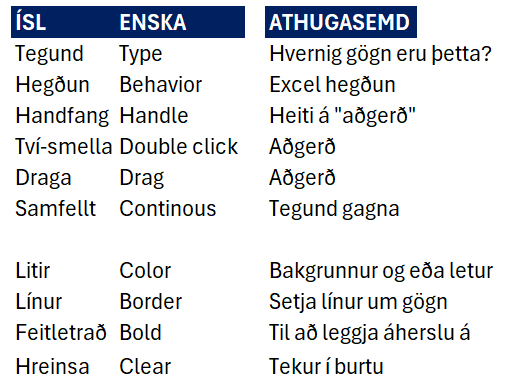 ÍSL ENSKA ATHUGASEMD
Tegund Type Hvernig gögn eru þetta?
Hegðun Behavior Excel hegðun
Handfang Handle Heiti á "aðgerð"
Tví-smella Double click Aðgerð
Draga Drag Aðgerð
Samfellt Continous Tegund gagna
Litir Color Bakgrunnur og eða letur
Línur Border Setja línur um gögn
Feitletrað Bold Til að leggja áherslu á
Hreinsa Clear Tekur í burtu